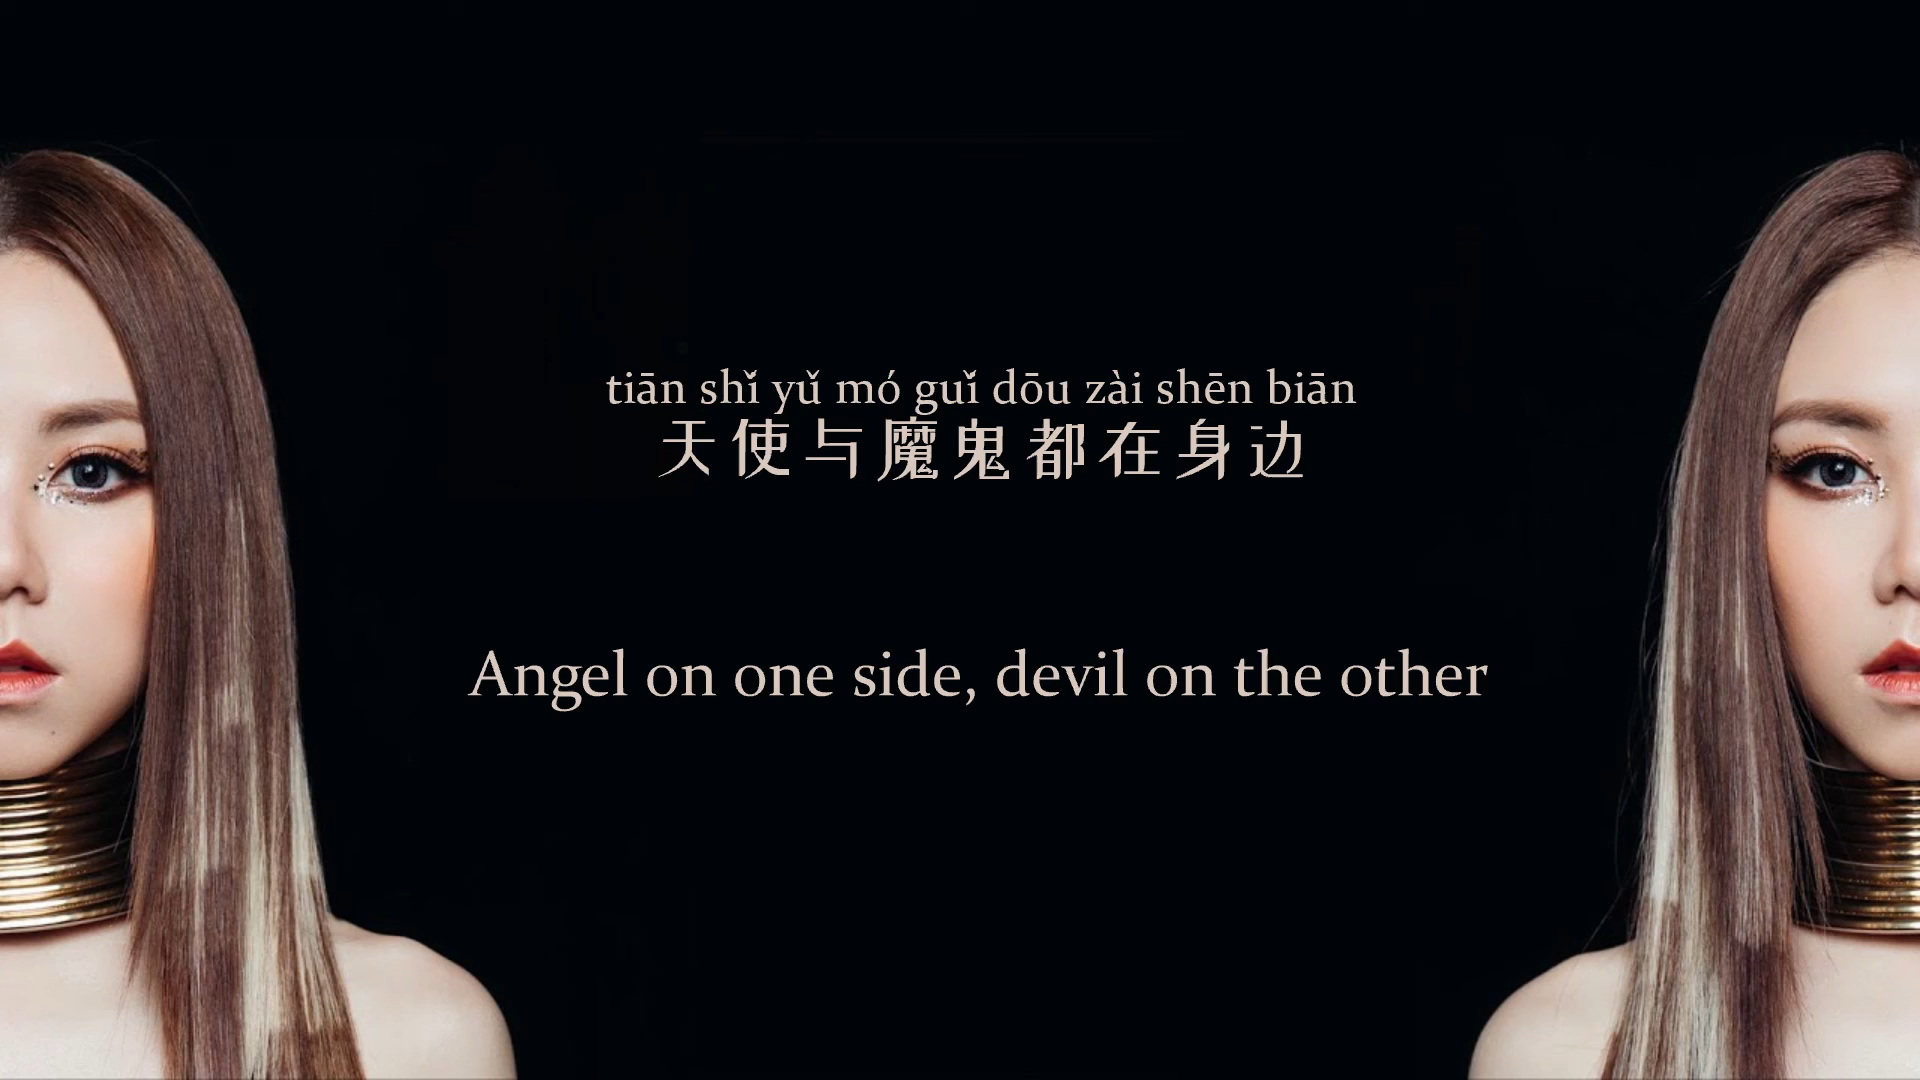 tiān shǐ yǔ mó guǐ dōu zài shēn biān
天使与魔鬼都在身边
Angel on one side, devil on the other